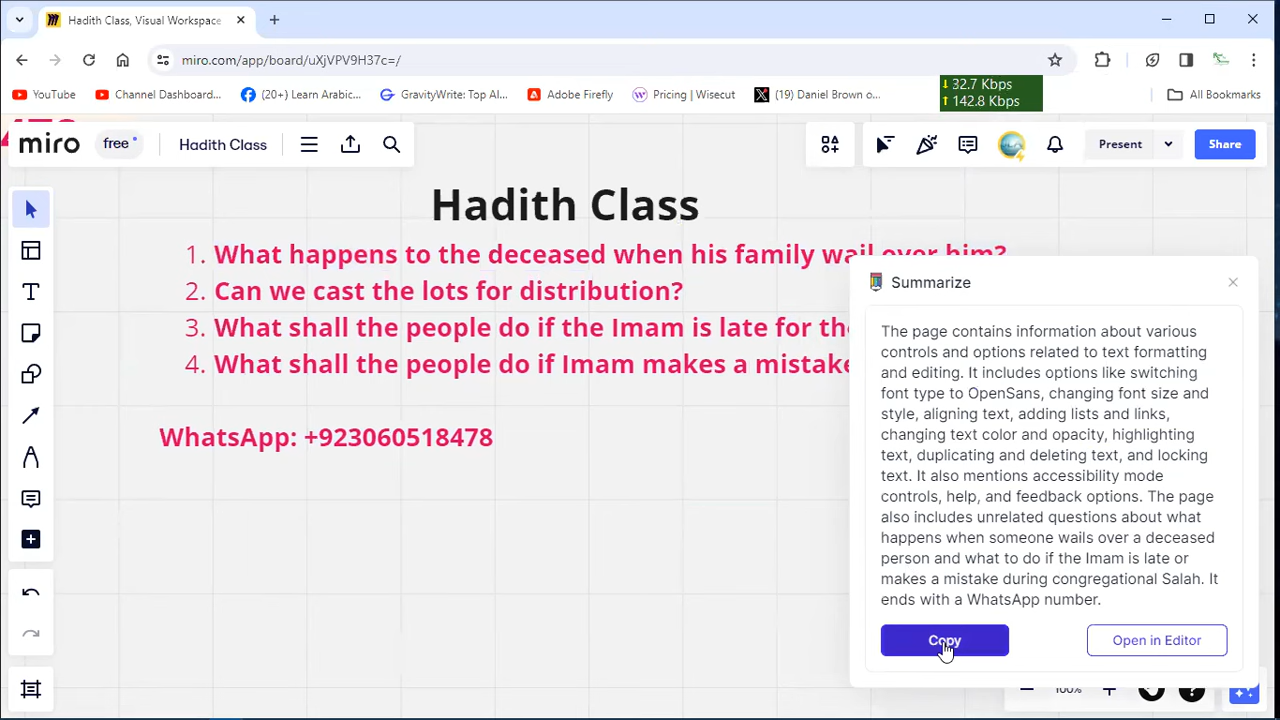 Hadith Class, Visual Workspace
miro.com/app/board/uXjVPV9H37c=/
YouTube
Channel Dashboard...
(20+) Learn Arabic...
GravityWrite: Top Al...
Adobe Firefly
Pricing | Wisecut
(19) Daniel Brown o...
32.7 Kbps
142.8 Kbps
All Bookmarks
miro
free
Hadith Class
Present
Share
Hadith Class
1. What happens to the deceased when his family wail over him?
2. Can we cast the lots for distribution?
3. What shall the people do if the Imam is late for the
4. What shall the people do if Imam makes a mistake
WhatsApp: +923060518478
Summarize
The page contains information about various
controls and options related to text formatting
and editing. It includes options like switching
font type to OpenSans, changing font size and
style, aligning text, adding lists and links,
changing text color and opacity, highlighting
text, duplicating and deleting text, and locking
text. It also mentions accessibility mode
controls, help, and feedback options. The page
also includes unrelated questions about what
happens when someone wails over a deceased
person and what to do if the Imam is late or
makes a mistake during congregational Salah. It
ends with a WhatsApp number.
Copy
Open in Editor
100%